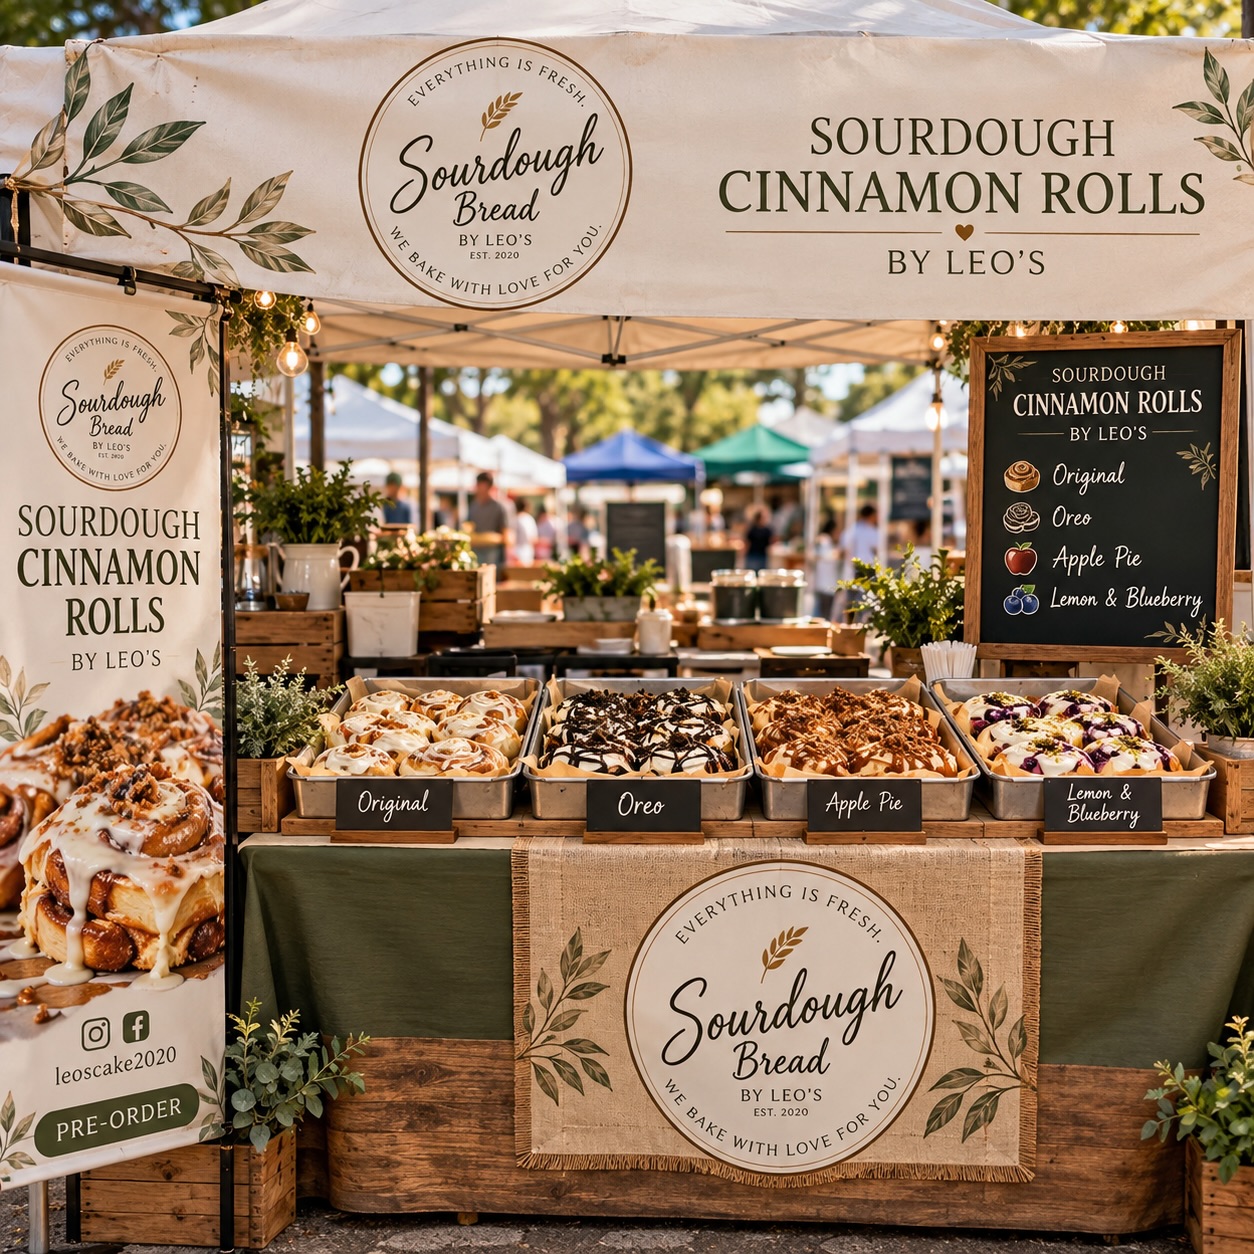 EVERYTHING IS FRESH.
Sourdough
Bread
BY LEO'S
EST. 2020
WE BAKE WITH LOVE FOR YOU.
SOURDOUGH
CINNAMON ROLLS
BY LEO'S
EVERYTHING IS FRESH.
Sourdough
Bread
BY LEO'S
EST. 2020
WE BAKE WITH LOVE FOR YOU.
SOURDOUGH
CINNAMON
ROLLS
BY LEO'S
leoscake2020
PRE-ORDER
SOURDOUGH
CINNAMON ROLLS
BY LEO'S
Original
Oreo
Apple Pie
Lemon & Blueberry
Original
Oreo
Apple Pie
Lemon &
Blueberry
EVERYTHING IS FRESH.
Sourdough
Bread
BY LEO'S
EST. 2020
WE BAKE WITH LOVE FOR YOU.